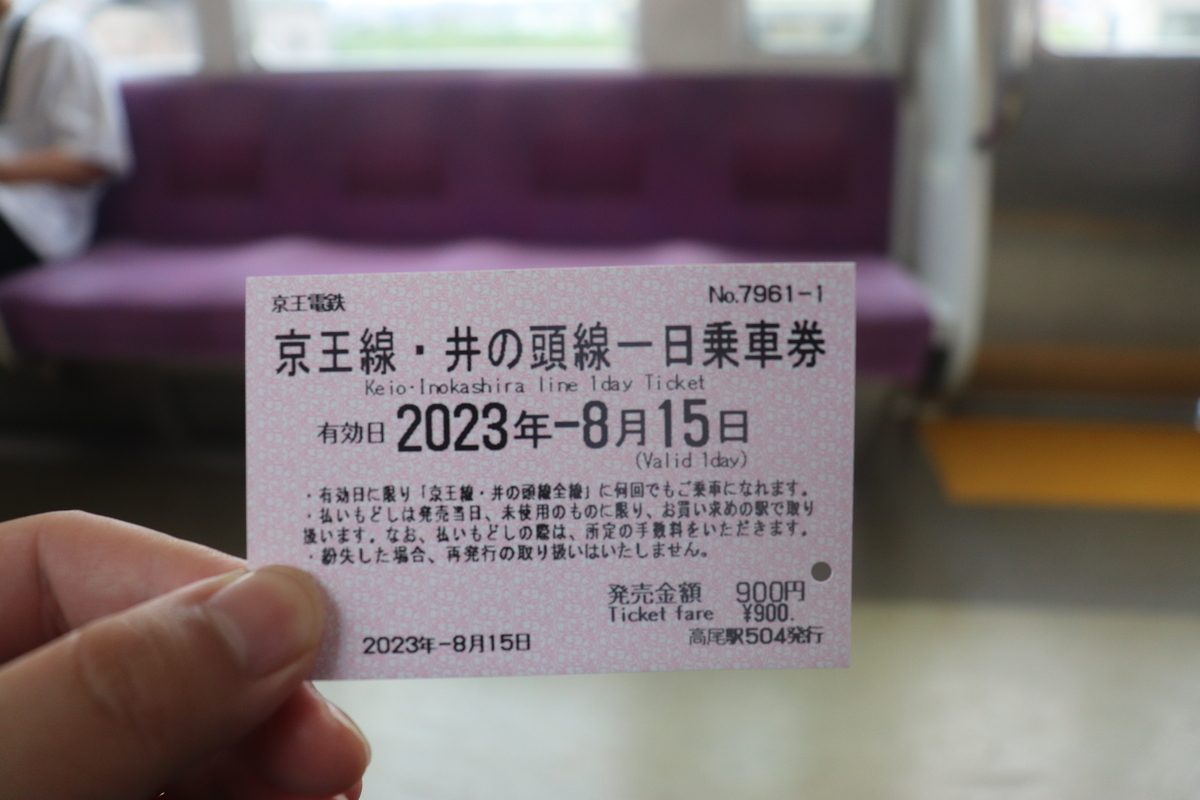 京王電鉄
No.7961-1
京王線・井の頭線一日乗車券
Keio・Inokashira line 1day Ticket
有効日 2023年-8月15日
(Valid 1day)
・有効日に限り「京王線・井の頭線全線」に何回でもご乗車になれます。
・払いもどしは発売当日、未使用のものに限り、お買い求めの駅で取り
扱います。なお、払いもどしの際は、所定の手数料をいただきます。
・紛失した場合、再発行の取り扱いはいたしません。
発売金額 900円
Ticket fare ¥900.
2023年-8月15日
高尾駅504発行